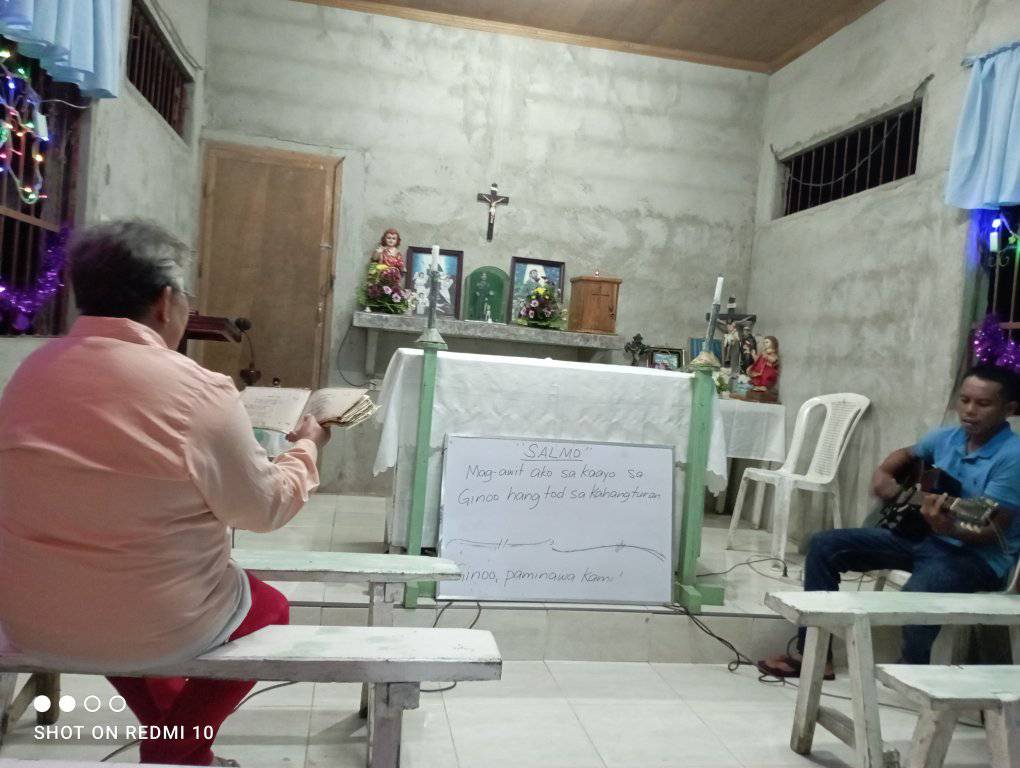 "SALMO"
Mag-awit ako sa kaayo sa
Ginoo hangtod sa Kahangturan
Ginoo, paminawa kami
SHOT ON REDMI 10